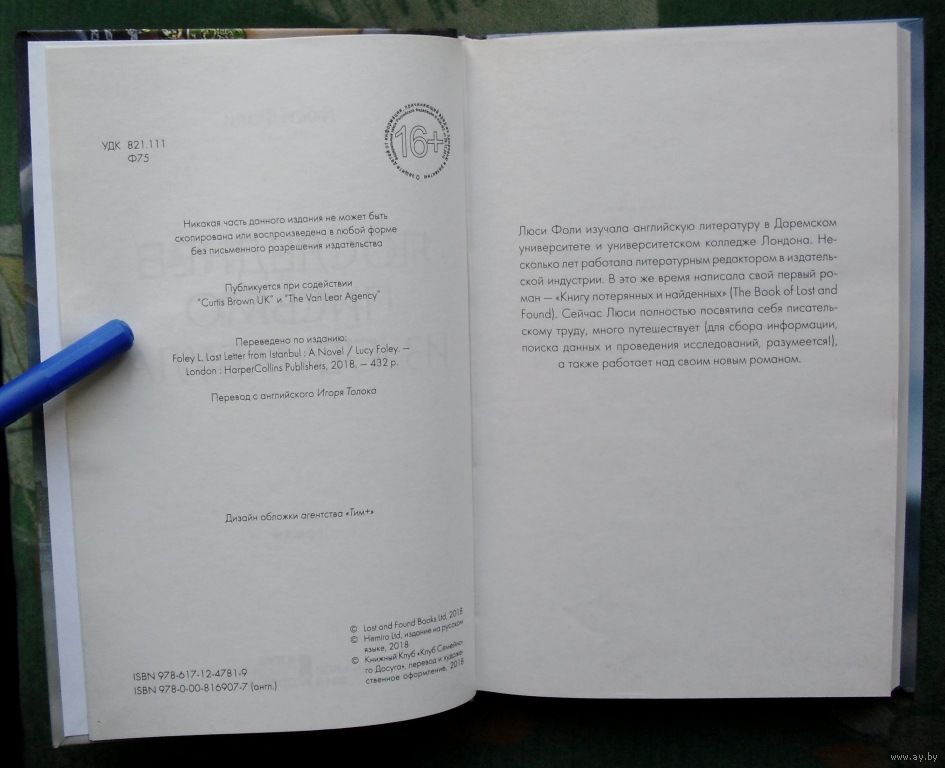 УДК 821.111
Ф75
16+
Никакая часть данного издания не может быть
скопирована или воспроизведена в любой форме
без письменного разрешения издательства
Публикуется при содействии
"Curtis Brown UK" и "The Van Lear Agency"
Переведено по изданию:
Foley L. Last Letter from Istanbul : A Novel / Lucy Foley. —
London : HarperCollins Publishers, 2018. — 432 p.
Перевод с английского Игоря Толока
Дизайн обложки агентства «Тим+»
© Lost and Found Books Ltd, 2018
© Hemiro Ltd, издание на русском
языке, 2018
© Книжный Клуб «Клуб Семейно-
го Досуга», перевод и художе-
ственное оформление, 2018
ISBN 978-617-12-4781-9
ISBN 978-0-00-816907-7 (англ.)
Люси Фоли изучала английскую литературу в Даремском
университете и университетском колледже Лондона. Не-
сколько лет работала литературным редактором в издатель-
ской индустрии. В это же время написала свой первый ро-
ман — «Книгу потерянных и найденных» (The Book of Lost and
Found). Сейчас Люси полностью посвятила себя писатель-
скому труду, много путешествует (для сбора информации,
поиска данных и проведения исследований, разумеется!),
а также работает над своим новым романом.
www.ay.by